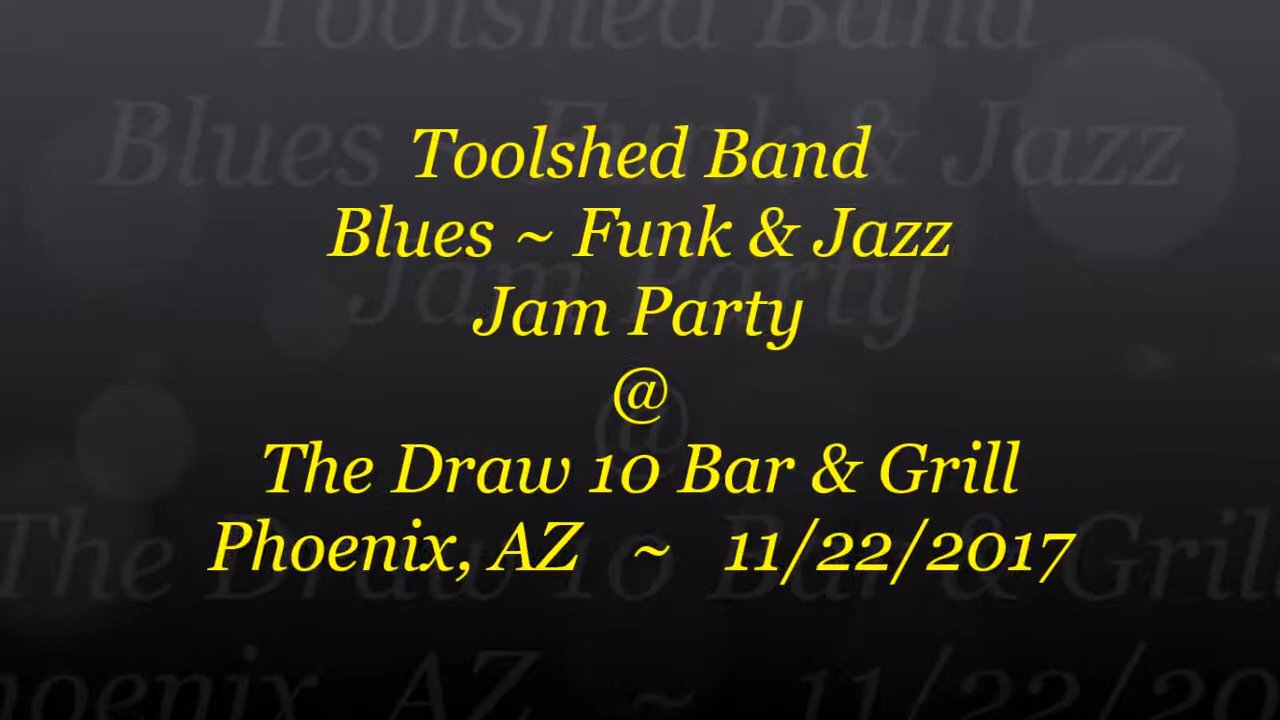 Toolshed Band
Blues ~ Funk & Jazz
Jam Party
@
The Draw 10 Bar & Grill
Phoenix, AZ ~ 11/22/2017